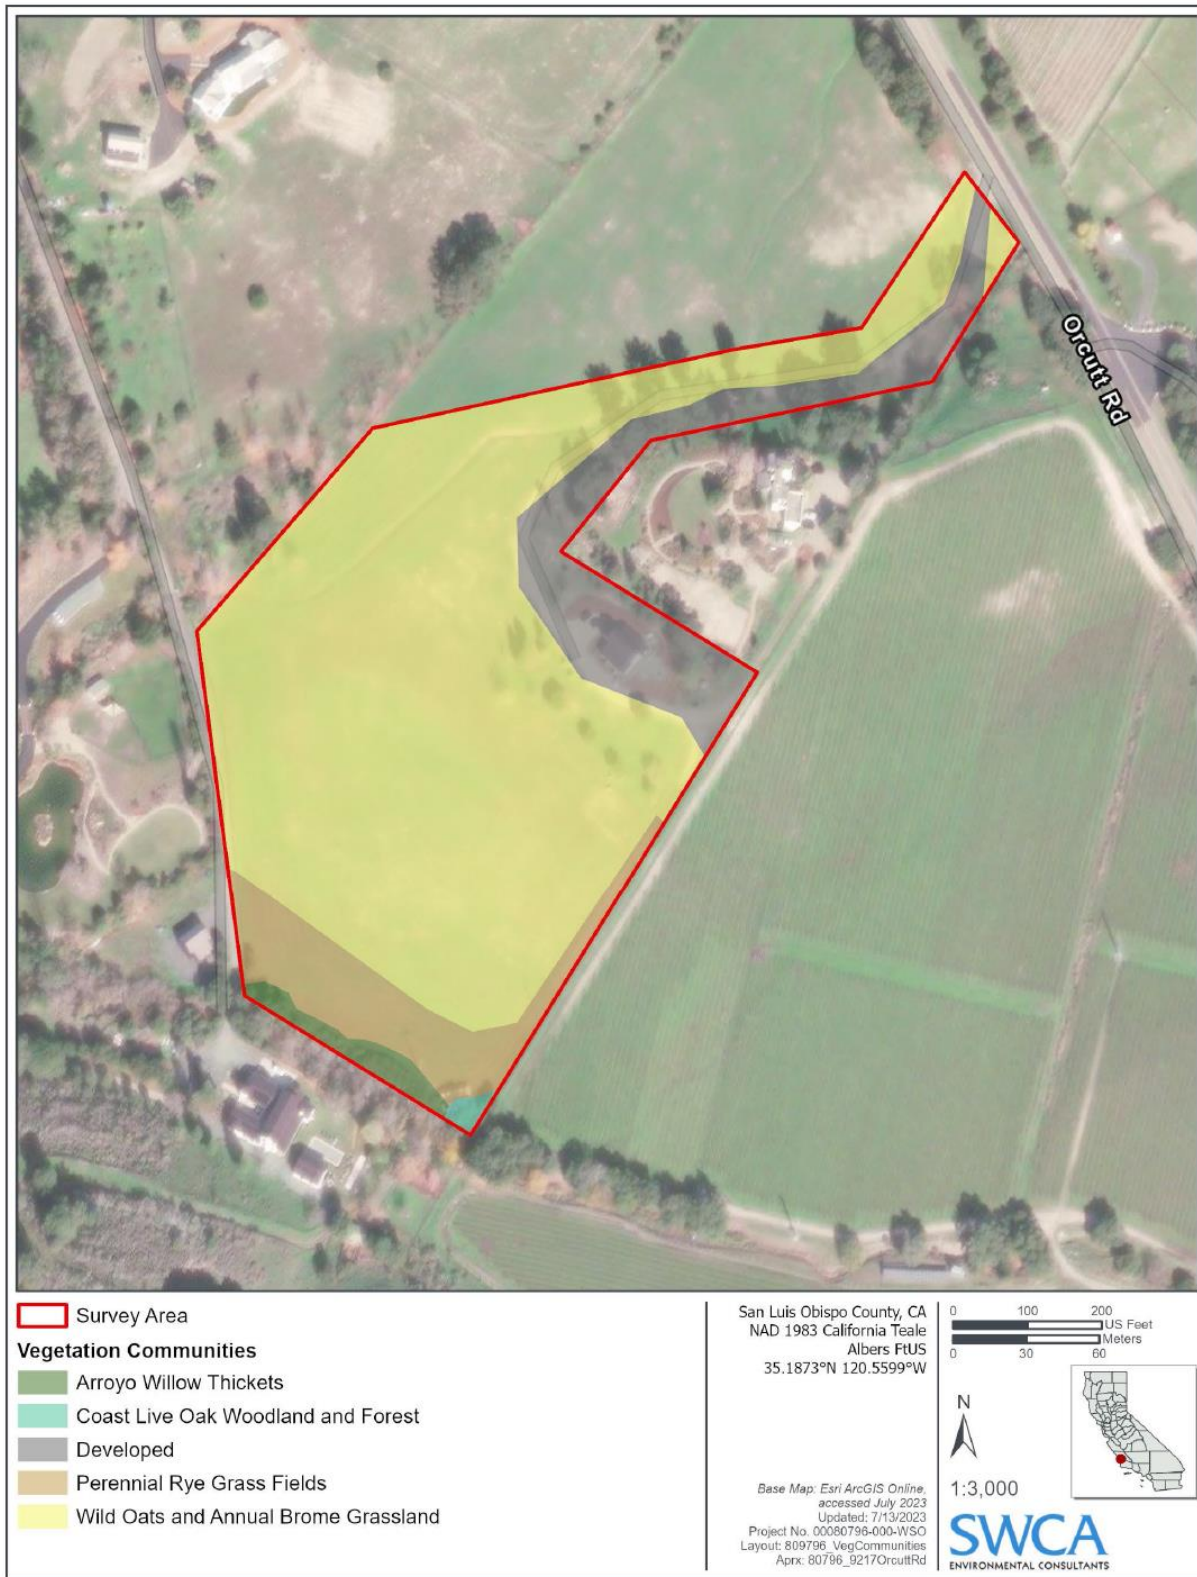 Orcutt Rd
Survey Area
Vegetation Communities
Arroyo Willow Thickets
Coast Live Oak Woodland and Forest
Developed
Perennial Rye Grass Fields
Wild Oats and Annual Brome Grassland
San Luis Obispo County, CA
NAD 1983 California Teale
Albers FtUS
35.1873°N 120.5599°W
Base Map: Esri ArcGIS Online,
accessed July 2023
Updated: 7/13/2023
Project No. 00080796-000-WSO
Layout: 809796_VegCommunities
Aprx: 80796_9217OrcuttRd
0 100 200
US Feet
Meters
0 30 60
N
1:3,000
SWCA
ENVIRONMENTAL CONSULTANTS